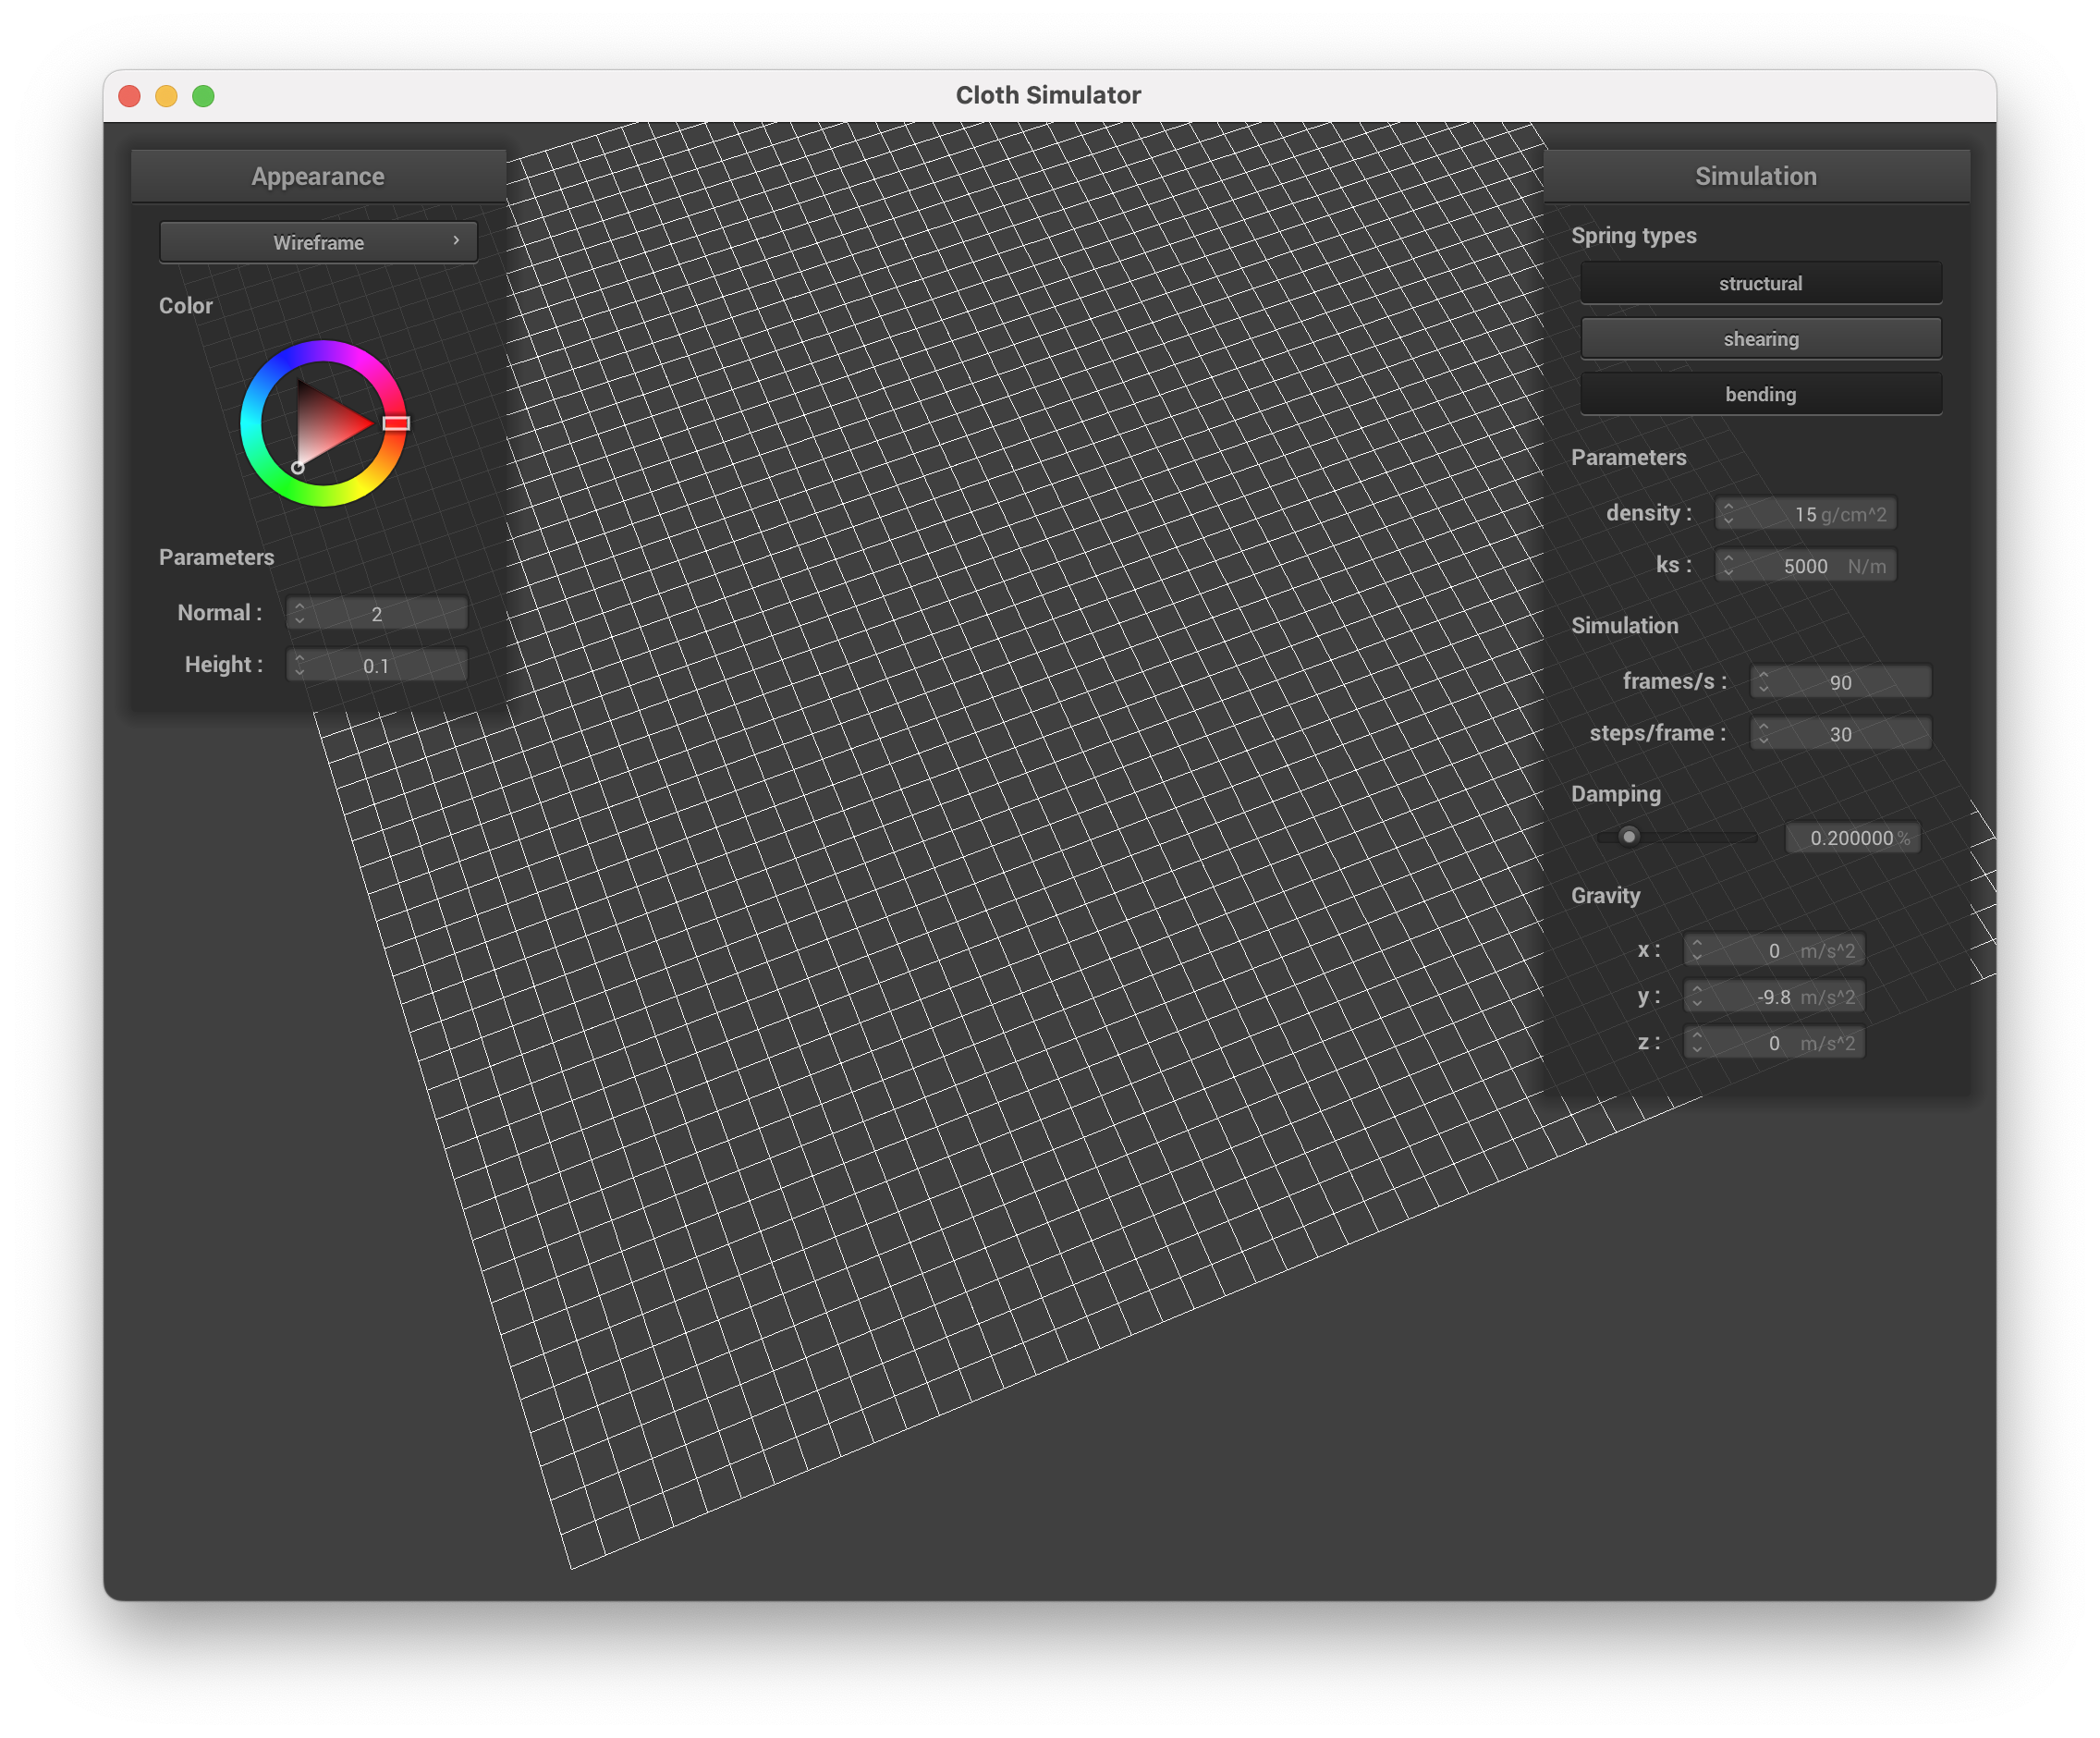 Cloth Simulator
Appearance
Wireframe
Color
Parameters
Normal : 2
Height : 0.1
Simulation
Spring types
structural
shearing
bending
Parameters
density : 15 g/cm^2
ks : 5000 N/m
Simulation
frames/s : 90
steps/frame : 30
Damping
0.200000 %
Gravity
x : 0 m/s^2
y : -9.8 m/s^2
z : 0 m/s^2